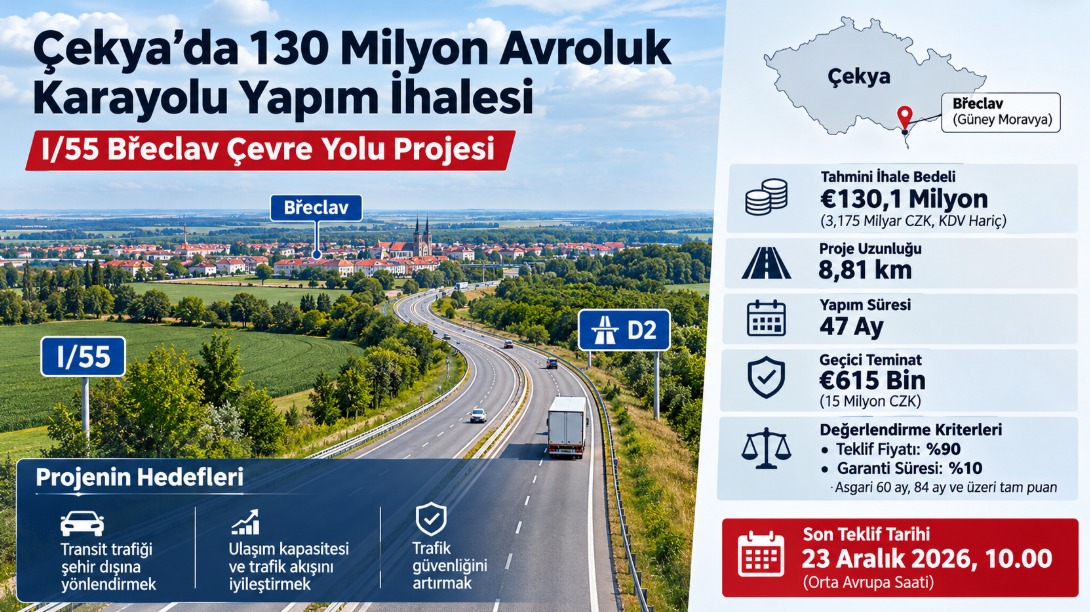 Çekya'da 130 Milyon Avroluk
Karayolu Yapım İhalesi
I/55 Břeclav Çevre Yolu Projesi
Břeclav
I/55
D2
Projenin Hedefleri
Transit trafiği
şehir dışına
yönlendirmek
Ulaşım kapasitesi
ve trafik akışını
iyileştirmek
Trafik
güvenliğini
artırmak
Çekya
Břeclav
(Güney Moravya)
Tahmini İhale Bedeli
€130,1 Milyon
(3,175 Milyar CZK, KDV Hariç)
Proje Uzunluğu
8,81 km
Yapım Süresi
47 Ay
Geçici Teminat
€615 Bin
(15 Milyon CZK)
Değerlendirme Kriterleri
• Teklif Fiyatı: %90
• Garanti Süresi: %10
· Asgari 60 ay, 84 ay ve üzeri tam puan
Son Teklif Tarihi
23 Aralık 2026, 10.00
(Orta Avrupa Saati)